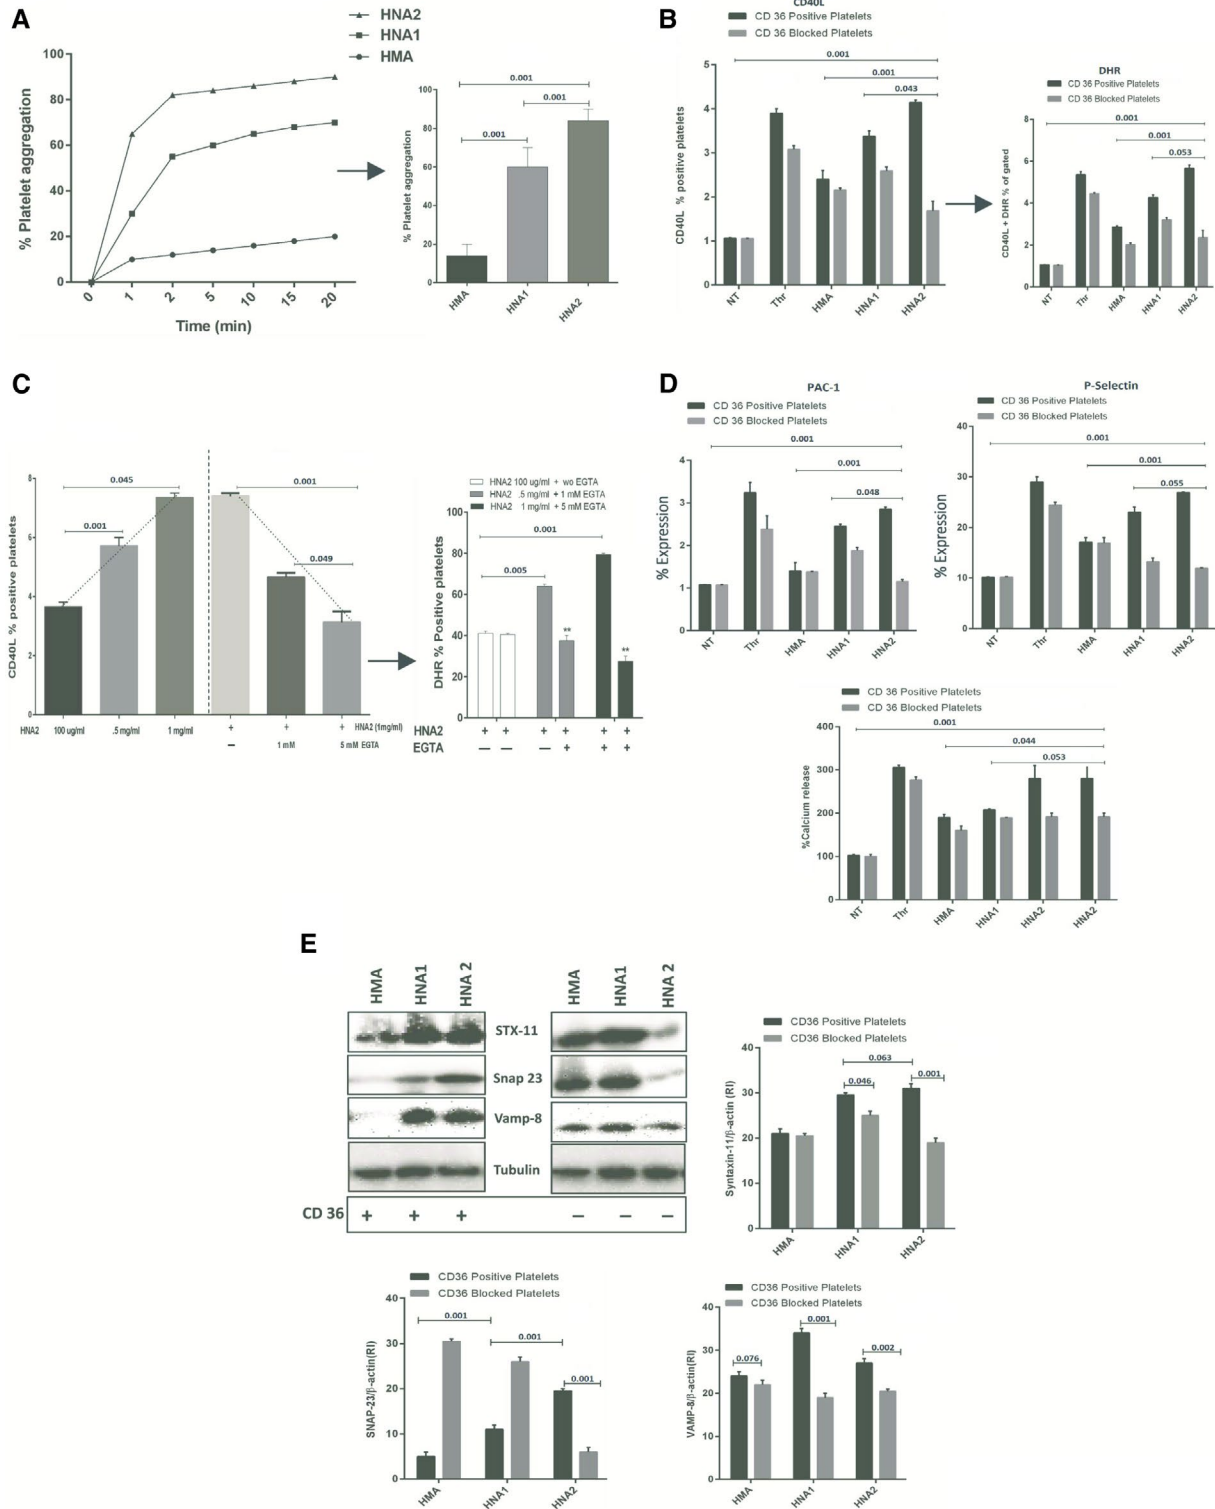 A
HNA2
HNA1
HMA
100
80
60
40
20
0
% Platelet aggregation
0 1 2 5 10 15 20
Time (min)
0.001
0.001
0.001
100
80
60
40
20
0
% Platelet aggregation
HMA HNA1 HNA2
B
CD40L
CD 36 Positive Platelets
CD 36 Blocked Platelets
0.001
0.001
0.043
5
4
3
2
1
0
CD40L % positive platelets
NT Thr HMA HNA1 HNA2
DHR
CD 36 Positive Platelets
CD 36 Blocked Platelets
0.001
0.001
0.053
8
6
4
2
0
CD40L + DHR % of gated
NT Thr HMA HNA1 HNA2
C
0.045
0.001
0.001
0.049
8
6
4
2
0
CD40L % positive platelets
HNA2 100 ug/ml .5 mg/ml 1 mg/ml + + + HNA2 (1mg/ml)
– 1 mM 5 mM EGTA
HNA2 100 ug/ml + wo EGTA
HNA2 .5 mg/ml + 1 mM EGTA
HNA2 1 mg/ml + 5 mM EGTA
0.001
0.005
**
**
100
80
60
40
20
0
DHR % Positive platelets
HNA2 + + + + + +
EGTA — — — + + +
D
PAC-1
CD 36 Positive Platelets
CD 36 Blocked Platelets
0.001
0.001
0.048
4
3
2
1
0
% Expression
NT Thr HMA HNA1 HNA2
P-Selectin
CD 36 Positive Platelets
CD 36 Blocked Platelets
0.001
0.001
0.055
40
30
20
10
0
% Expression
NT Thr HMA HNA1 HNA2
CD 36 Positive Platelets
CD 36 Blocked Platelets
0.001
0.044
0.053
400
300
200
100
0
%Calcium release
NT Thr HMA HNA1 HNA2 HNA2
E
HMA HNA1 HNA 2 HMA HNA1 HNA 2
STX-11
Snap 23
Vamp-8
Tubulin
CD 36 + + + – – –
CD36 Positive Platelets
CD36 Blocked Platelets
0.063
0.046
0.001
40
30
20
10
0
Syntaxin-11/β-actin (RI)
HMA HNA1 HNA2
CD36 Positive Platelets
CD36 Blocked Platelets
0.001
0.001
0.001
40
30
20
10
0
SNAP-23/β-actin(RI)
HMA HNA1 HNA2
CD36 Positive Platelets
CD36 Blocked Platelets
0.076
0.001
0.002
40
30
20
10
0
VAMP-8/β-actin(RI)
HMA HNA1 HNA2